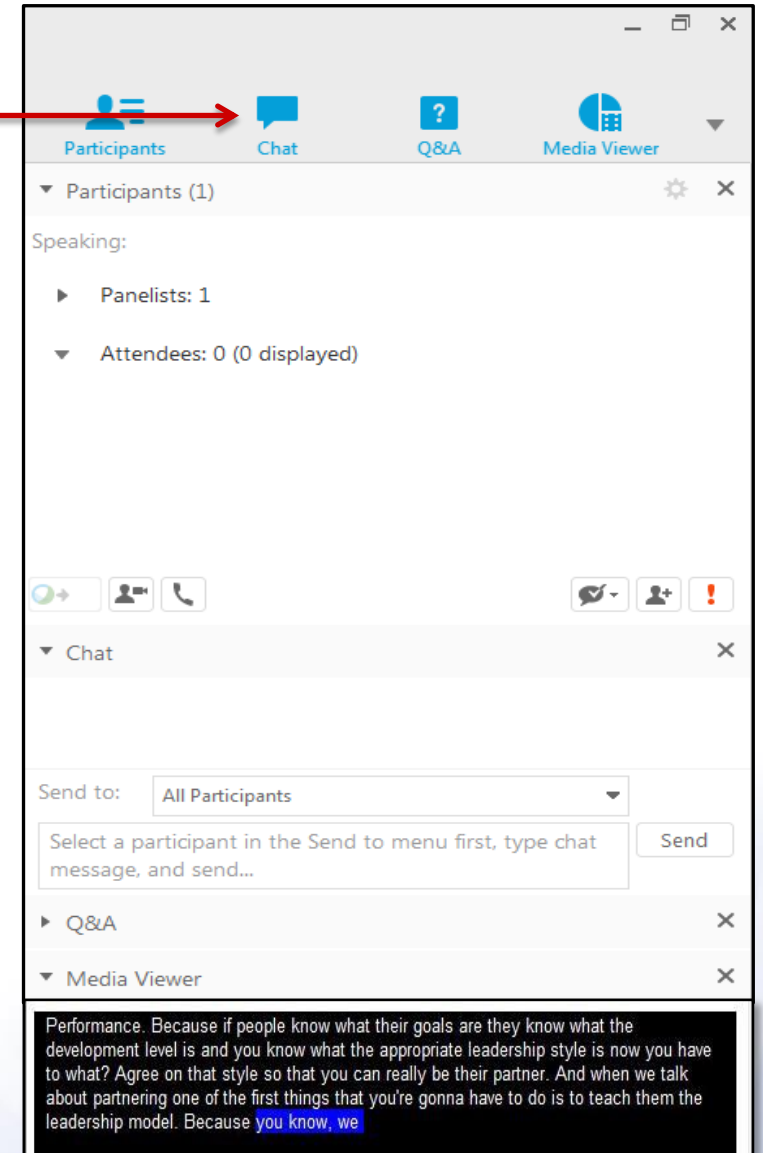 Participants Chat Q&A Media Viewer
Participants (1)
Speaking:
Panelists: 1
Attendees: 0 (0 displayed)
Chat
Send to: All Participants
Select a participant in the Send to menu first, type chat Send
message, and send...
Q&A
Media Viewer
Performance. Because if people know what their goals are they know what the
development level is and you know what the appropriate leadership style is now you have
to what? Agree on that style so that you can really be their partner. And when we talk
about partnering one of the first things that you're gonna have to do is to teach them the
leadership model. Because you know, we